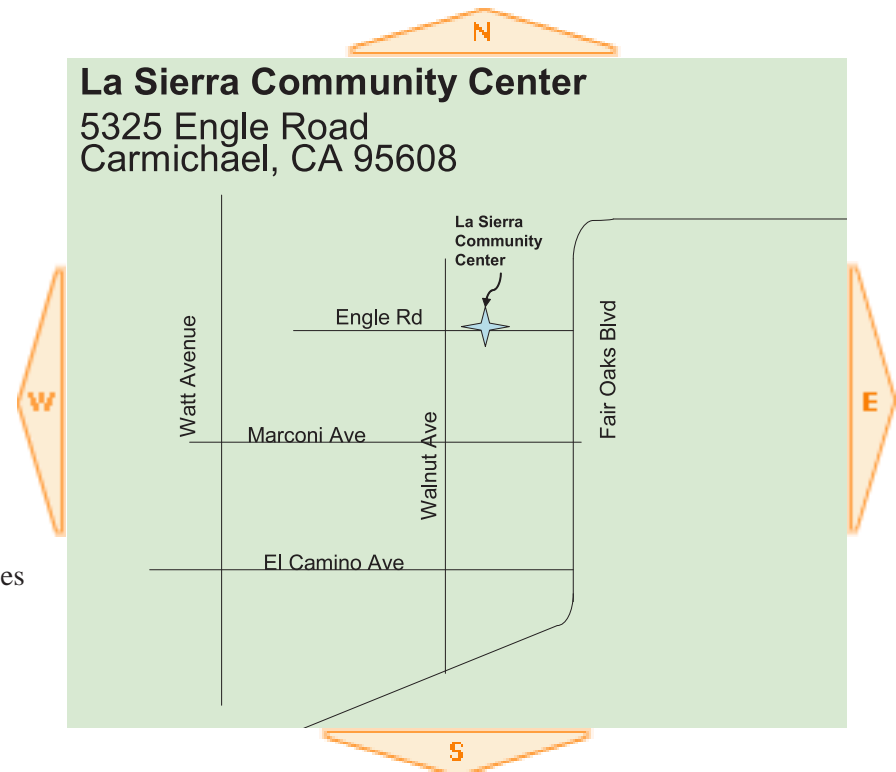 N
La Sierra Community Center
5325 Engle Road
Carmichael, CA 95608
La Sierra
Community
Center
Engle Rd
Watt Avenue
Fair Oaks Blvd
W
E
Marconi Ave
Walnut Ave
El Camino Ave
es
S